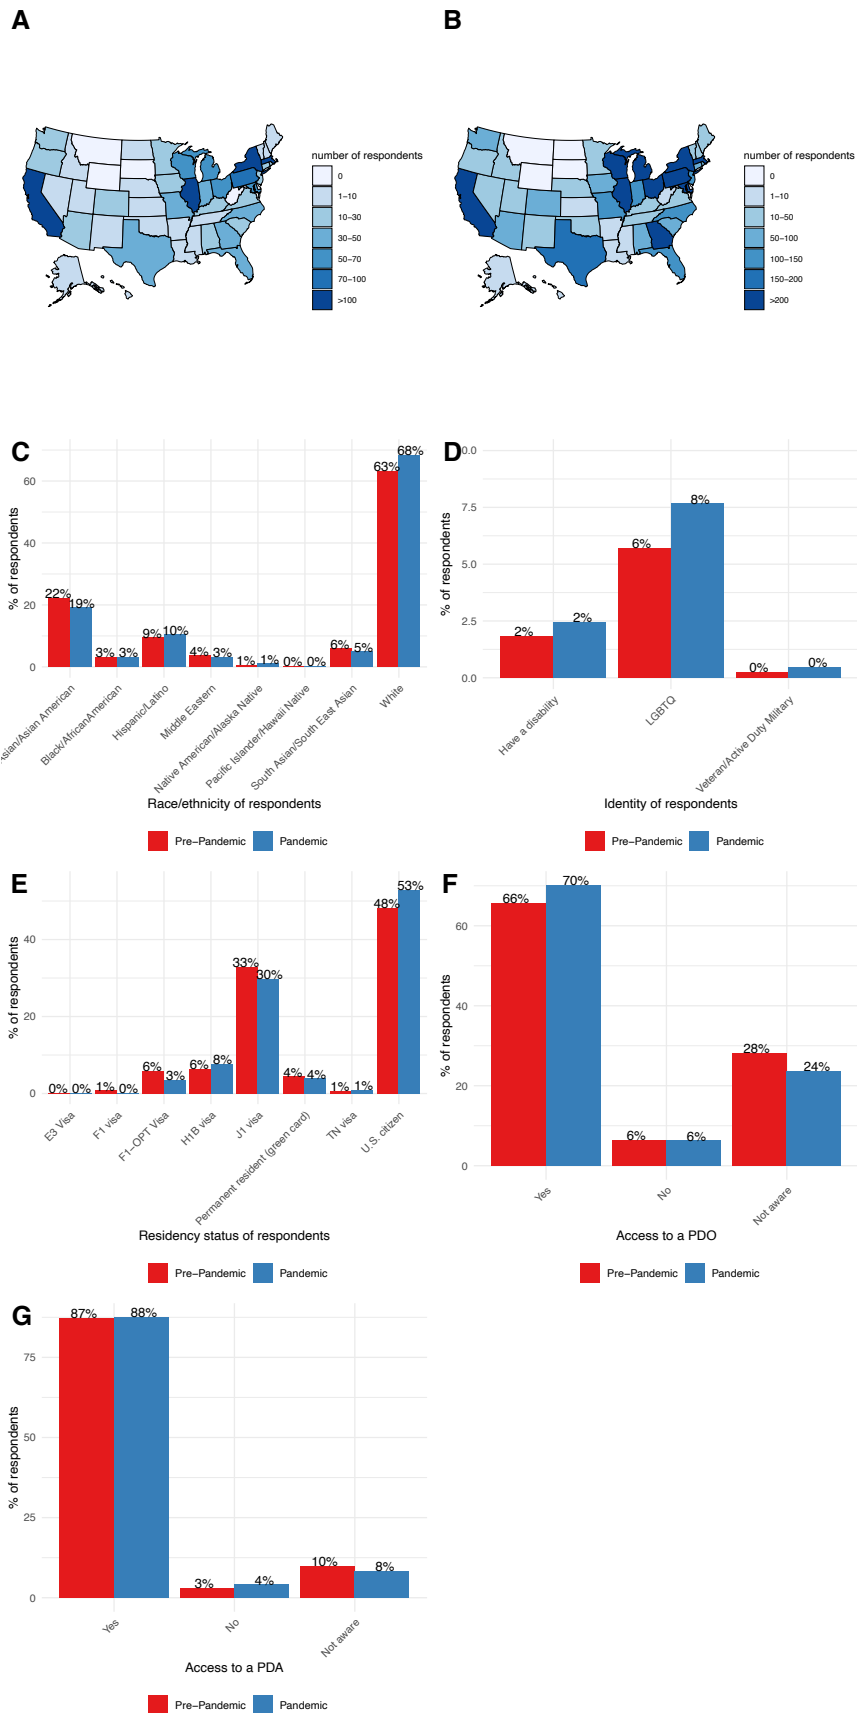 A
number of respondents
0
1−10
10−30
30−50
50−70
70−100
>100
B
number of respondents
0
1−10
10−50
50−100
100−150
150−200
>200
C
% of respondents
60
40
20
0
22%
19%
3%
3%
9%
10%
4%
3%
1%
1%
0%
0%
6%
5%
63%
68%
sian/Asian American
Black/AfricanAmerican
Hispanic/Latino
Middle Eastern
Native American/Alaska Native
Pacific Islander/Hawaii Native
South Asian/South East Asian
White
Race/ethnicity of respondents
Pre−Pandemic
Pandemic
D
% of respondents
0.0
7.5
5.0
2.5
0.0
2%
2%
6%
8%
0%
0%
Have a disability
LGBTQ
Veteran/Active Duty Military
Identity of respondents
Pre−Pandemic
Pandemic
E
% of respondents
40
20
0
0%
0%
1%
0%
6%
3%
6%
8%
33%
30%
4%
4%
1%
1%
48%
53%
E3 Visa
F1 visa
F1−OPT Visa
H1B visa
J1 visa
Permanent resident (green card)
TN visa
U.S. citizen
Residency status of respondents
Pre−Pandemic
Pandemic
F
% of respondents
60
40
20
0
66%
70%
6%
6%
28%
24%
Yes
No
Not aware
Access to a PDO
Pre−Pandemic
Pandemic
G
% of respondents
75
50
25
0
87%
88%
3%
4%
10%
8%
Yes
No
Not aware
Access to a PDA
Pre−Pandemic
Pandemic